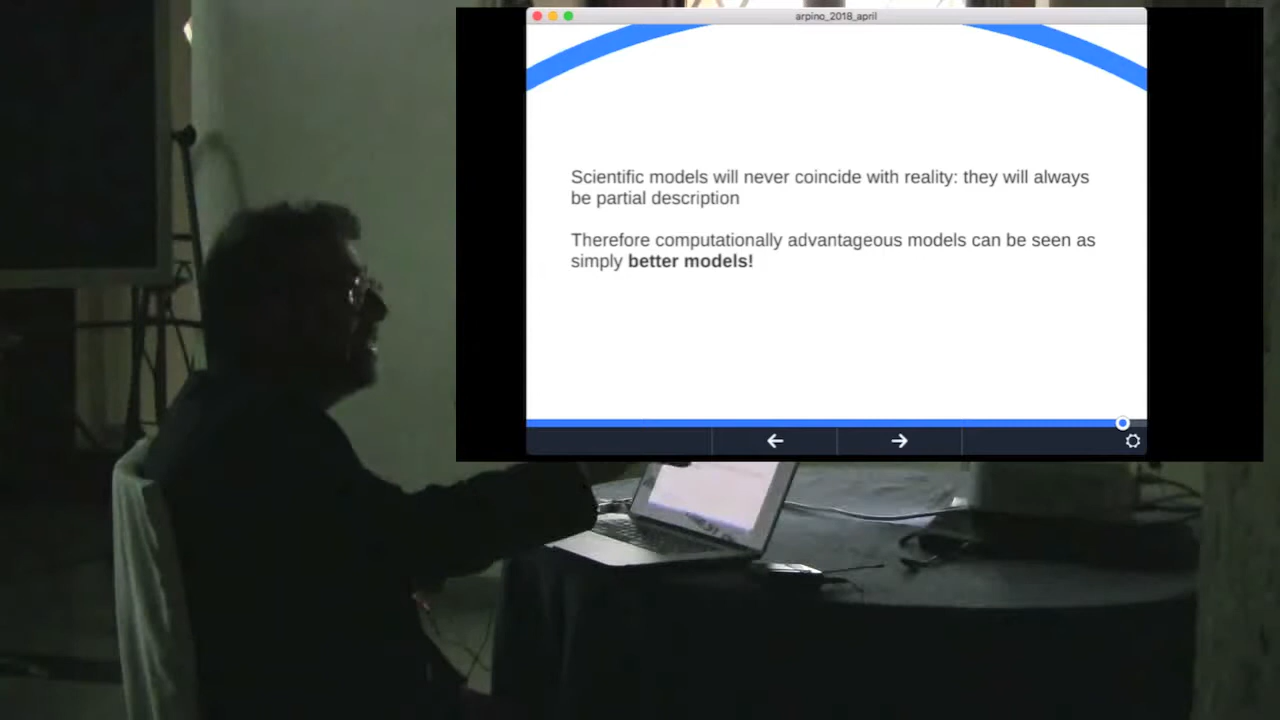 arpino_2018_april
Scientific models will never coincide with reality: they will always
be partial description
Therefore computationally advantageous models can be seen as
simply better models!